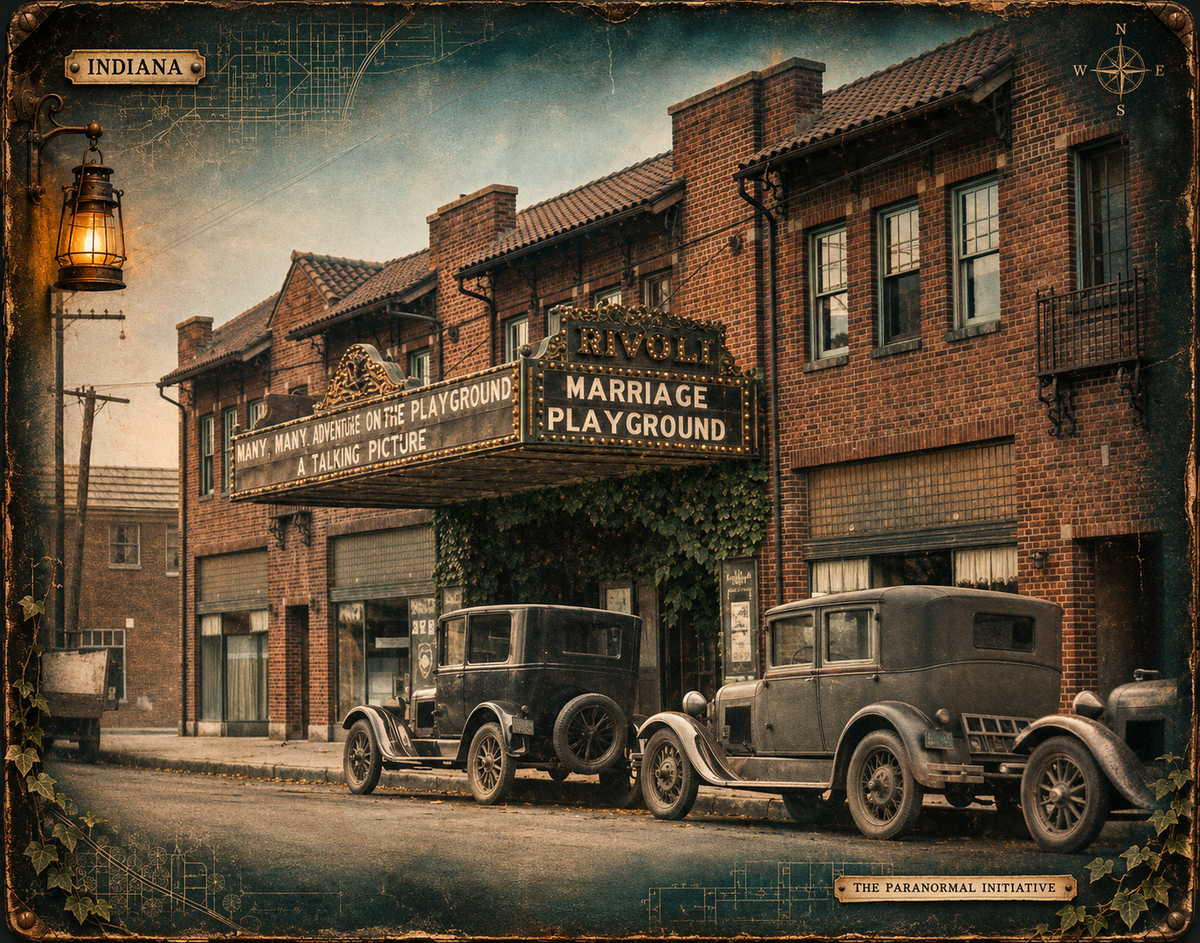 INDIANA
N
W E
S
RIVOLI
MARRIAGE
PLAYGROUND
MANY, MANY, ADVENTURE ON THE PLAYGROUND
A TALKING PICTURE
THE PARANORMAL INITIATIVE